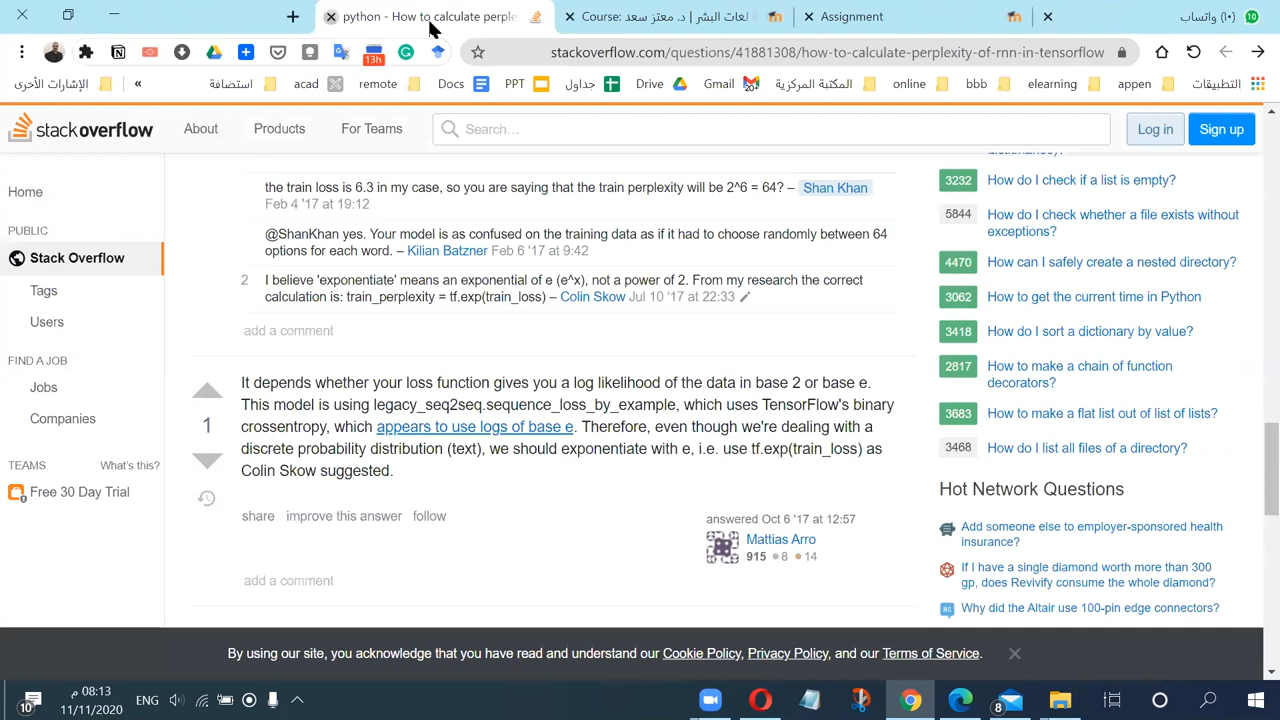 python - How to calculate perple
Course: لغات البشر | د. معتز سعد
Assignment
(١٠) واتساب
10
stackoverflow.com/questions/41881308/how-to-calculate-perplexity-of-rnn-in-tensorflow
13h
الإشارات الأخرى
»
استضافة
acad
remote
Docs
PPT
جداول
Drive
Gmail
المكتبة المركزية
online
bbb
elearning
appen
التطبيقات
stackoverflow
About
Products
For Teams
Search…
Log in
Sign up
Home
PUBLIC
Stack Overflow
Tags
Users
FIND A JOB
Jobs
Companies
TEAMS
What's this?
Free 30 Day Trial
the train loss is 6.3 in my case, so you are saying that the train perplexity will be 2^6 = 64? – Shan Khan
Feb 4 '17 at 19:12
@ShanKhan yes. Your model is as confused on the training data as if it had to choose randomly between 64
options for each word. – Kilian Batzner Feb 6 '17 at 9:42
2 I believe 'exponentiate' means an exponential of e (e^x), not a power of 2. From my research the correct
calculation is: train_perplexity = tf.exp(train_loss) – Colin Skow Jul 10 '17 at 22:33
add a comment
It depends whether your loss function gives you a log likelihood of the data in base 2 or base e.
This model is using legacy_seq2seq.sequence_loss_by_example, which uses TensorFlow's binary
1
crossentropy, which appears to use logs of base e. Therefore, even though we're dealing with a
discrete probability distribution (text), we should exponentiate with e, i.e. use tf.exp(train_loss) as
Colin Skow suggested.
share improve this answer follow
answered Oct 6 '17 at 12:57
Mattias Arro
915 8 14
add a comment
3232 How do I check if a list is empty?
5844 How do I check whether a file exists without
exceptions?
4470 How can I safely create a nested directory?
3062 How to get the current time in Python
3418 How do I sort a dictionary by value?
2817 How to make a chain of function
decorators?
3683 How to make a flat list out of list of lists?
3468 How do I list all files of a directory?
Hot Network Questions
Add someone else to employer-sponsored health
insurance?
If I have a single diamond worth more than 300
gp, does Revivify consume the whole diamond?
Why did the Altair use 100-pin edge connectors?
By using our site, you acknowledge that you have read and understand our Cookie Policy, Privacy Policy, and our Terms of Service.
10
08:13 م
11/11/2020
ENG
8